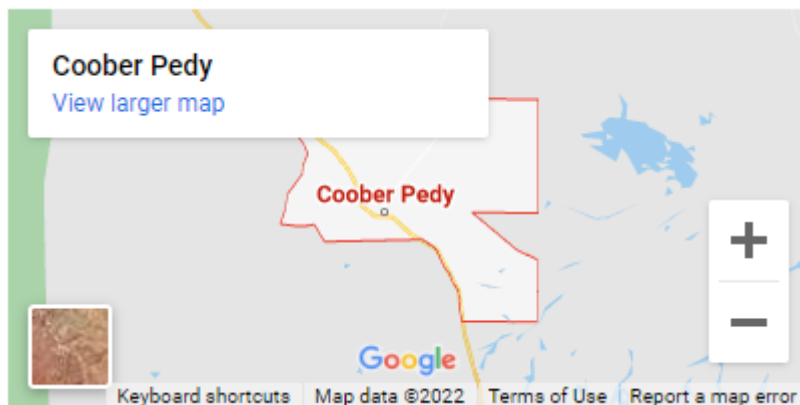 Coober Pedy
View larger map
Coober Pedy
Google
Keyboard shortcuts Map data ©2022 Terms of Use Report a map error